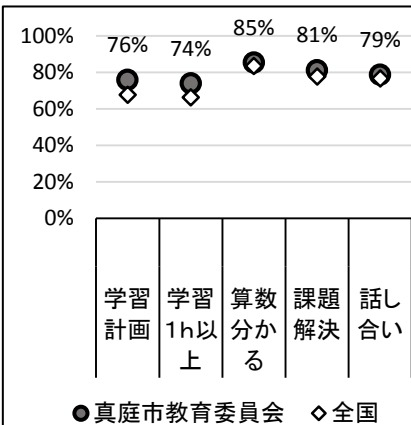 100%
80%
60%
40%
20%
0%
76%
74%
85%
81%
79%
学習
計画
学習
1h以
上
算数
分かる
課題
解決
話し
合い
●真庭市教育委員会 ◇全国